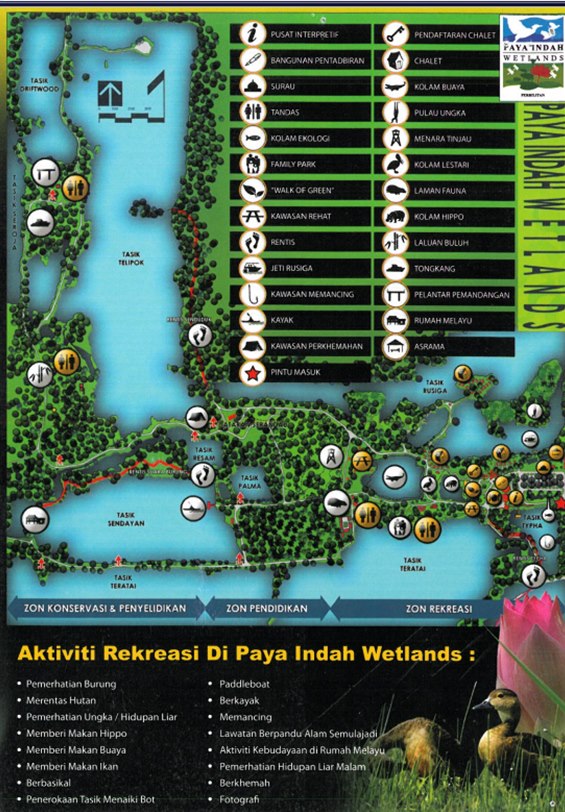 PUSAT INTERPRETIF
BANGUNAN PENTADBIRAN
SURAU
TANDAS
KOLAM EKOLOGI
FAMILY PARK
"WALK OF GREEN"
KAWASAN REHAT
RENTIS
JETI RUSIGA
KAWASAN MEMANCING
KAYAK
KAWASAN PERKHEMAHAN
PINTU MASUK
PENDAFTARAN CHALET
CHALET
KOLAM BUAYA
PULAU UNGKA
MENARA TINJAU
KOLAM LESTARI
LAMAN FAUNA
KOLAM HIPPO
LALUAN BULUH
TONGKANG
PELANTAR PEMANDANGAN
RUMAH MELAYU
ASRAMA
PAYA INDAH
WETLANDS
PERHILITAN
PAYA INDAH WETLANDS
TASIK
DRIFTWOOD
TASIK SEROJA
TASIK
TELIPOK
TASIK
RUSIGA
TASIK
RESAM
TASIK
PALMA
TASIK
SENDAYAN
TASIK
TYPHA
TASIK
TERATAI
TASIK
TERATAI
ZON KONSERVASI & PENYELIDIKAN
ZON PENDIDIKAN
ZON REKREASI
Aktiviti Rekreasi Di Paya Indah Wetlands :
• Pemerhatian Burung
• Merentas Hutan
• Pemerhatian Ungka / Hidupan Liar
• Memberi Makan Hippo
• Memberi Makan Buaya
• Memberi Makan Ikan
• Berbasikal
• Penerokaan Tasik Menaiki Bot
• Paddleboat
• Berkayak
• Memancing
• Lawatan Berpandu Alam Semulajadi
• Aktiviti Kebudayaan di Rumah Melayu
• Pemerhatian Hidupan Liar Malam
• Berkhemah
• Fotografi